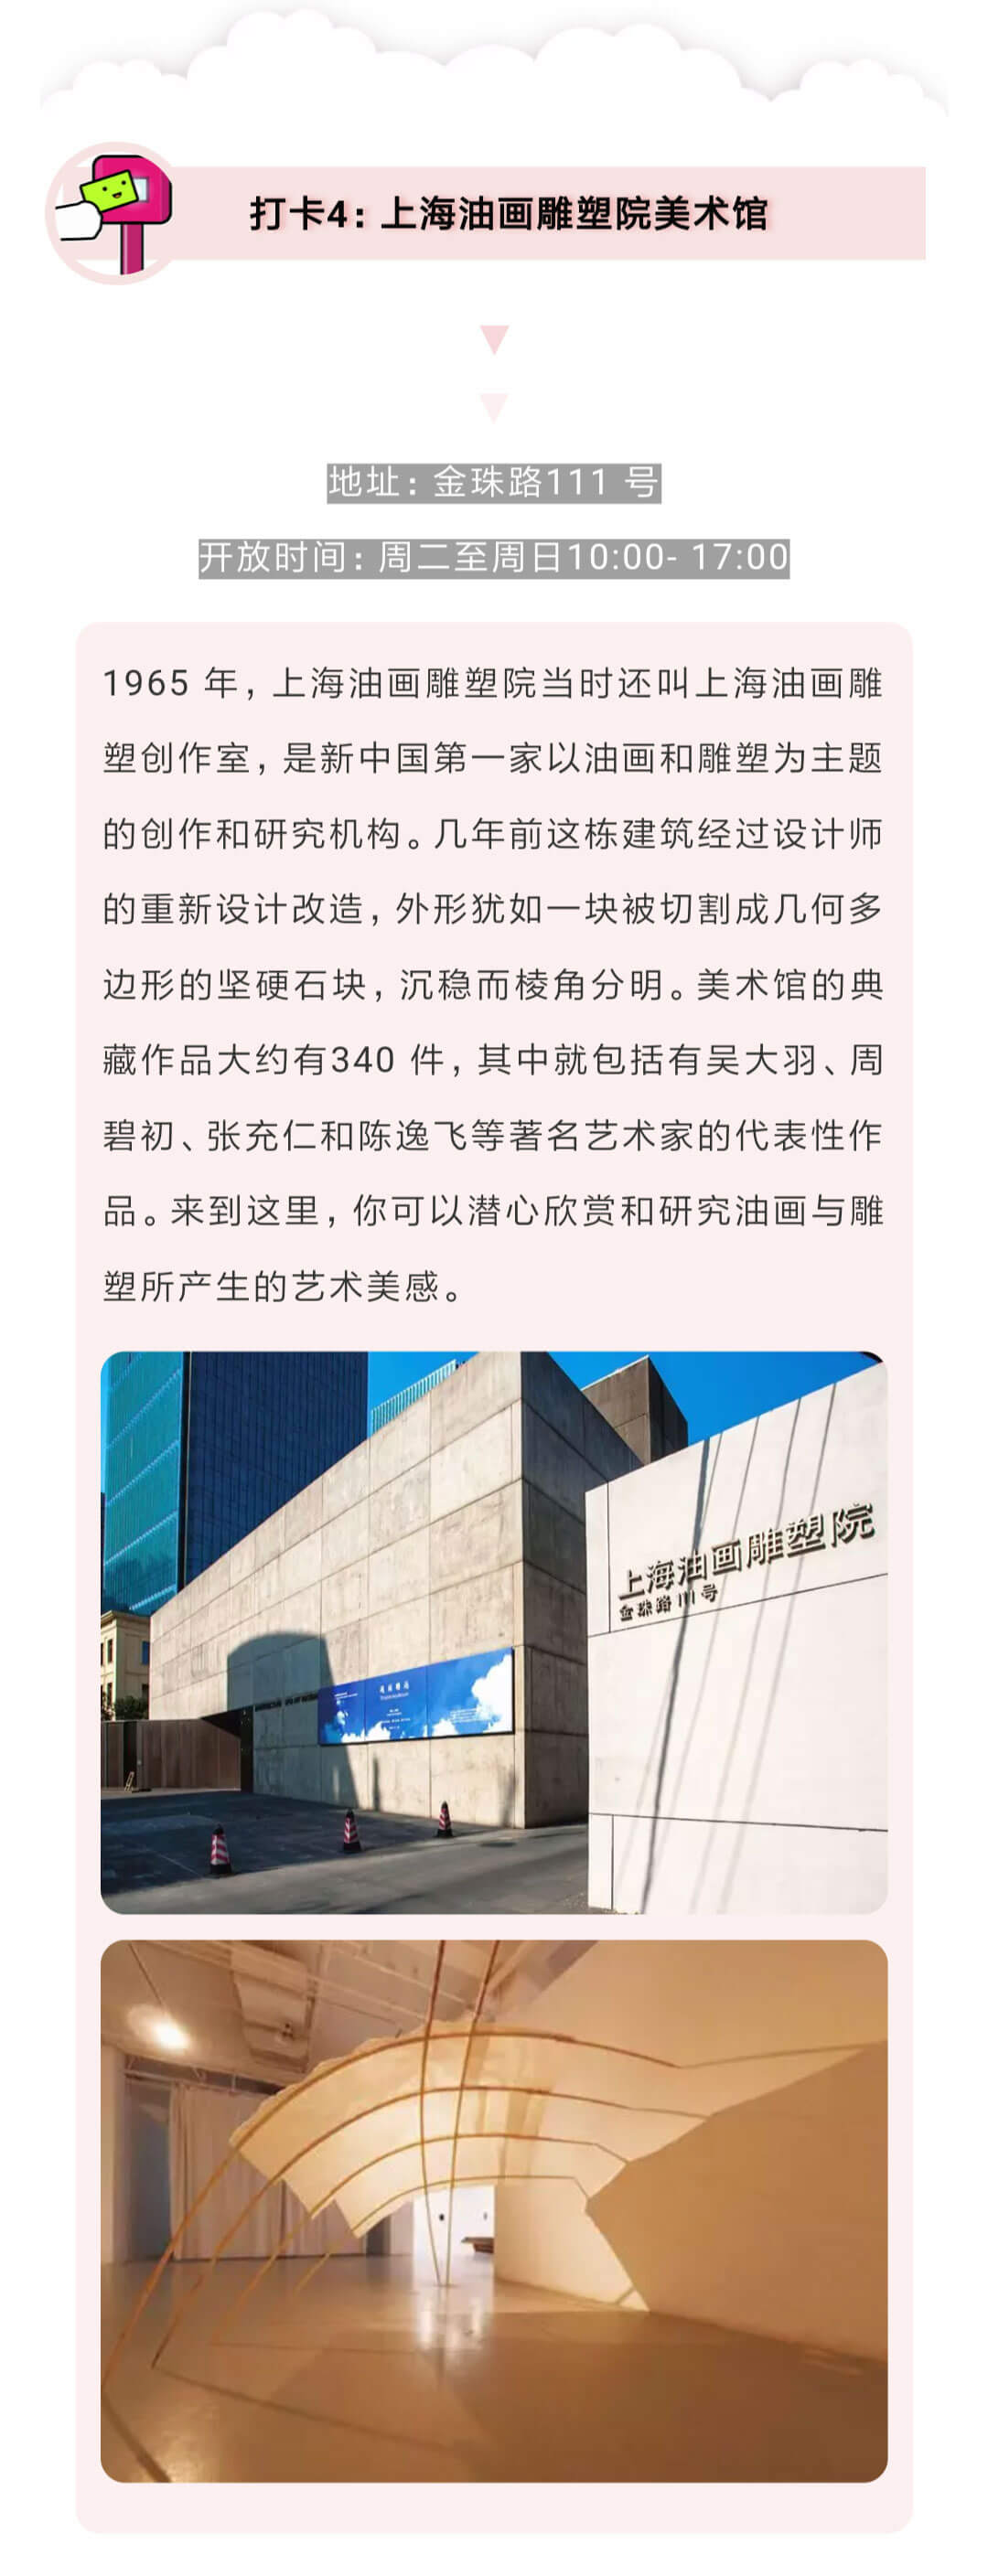 打卡4：上海油画雕塑院美术馆
地址：金珠路111 号
开放时间：周二至周日10:00- 17:00
1965 年，上海油画雕塑院当时还叫上海油画雕
塑创作室，是新中国第一家以油画和雕塑为主题
的创作和研究机构。几年前这栋建筑经过设计师
的重新设计改造，外形犹如一块被切割成几何多
边形的坚硬石块，沉稳而棱角分明。美术馆的典
藏作品大约有340 件，其中就包括有吴大羽、周
碧初、张充仁和陈逸飞等著名艺术家的代表性作
品。来到这里，你可以潜心欣赏和研究油画与雕
塑所产生的艺术美感。
上海油画雕塑院
金珠路111号